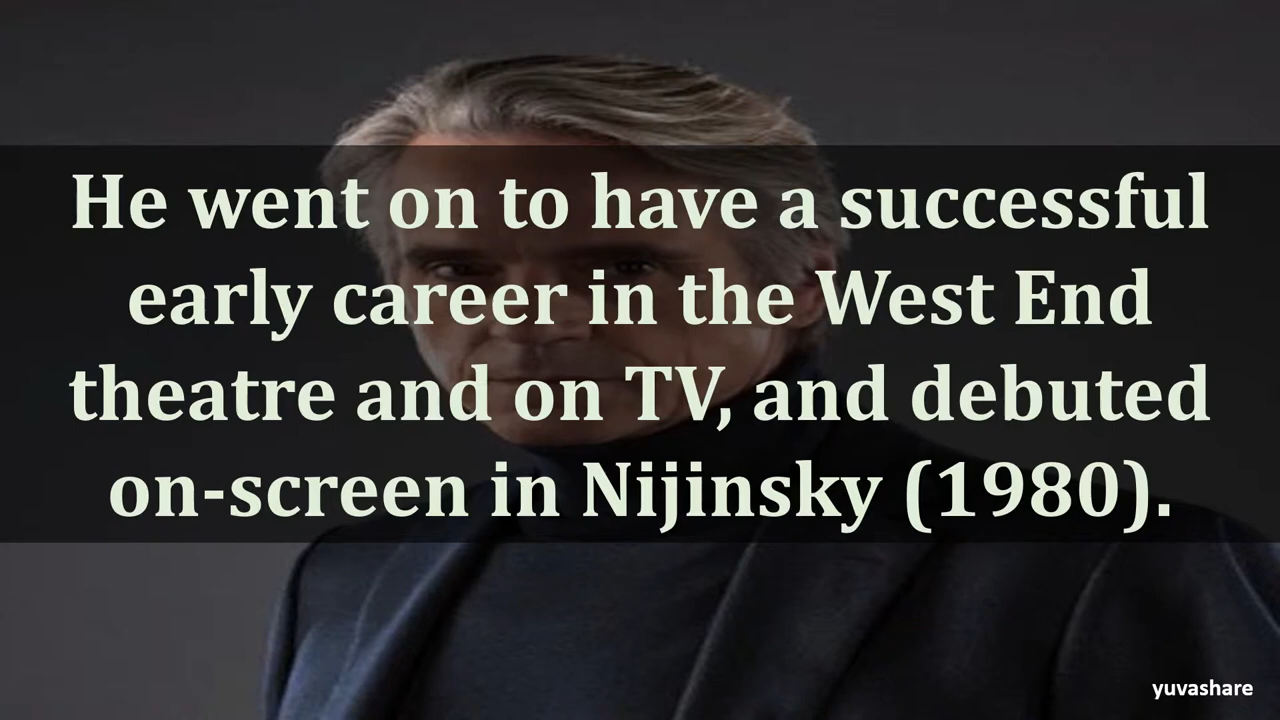 He went on to have a successful
early career in the West End
theatre and on TV, and debuted
on-screen in Nijinsky (1980).
yuvashare